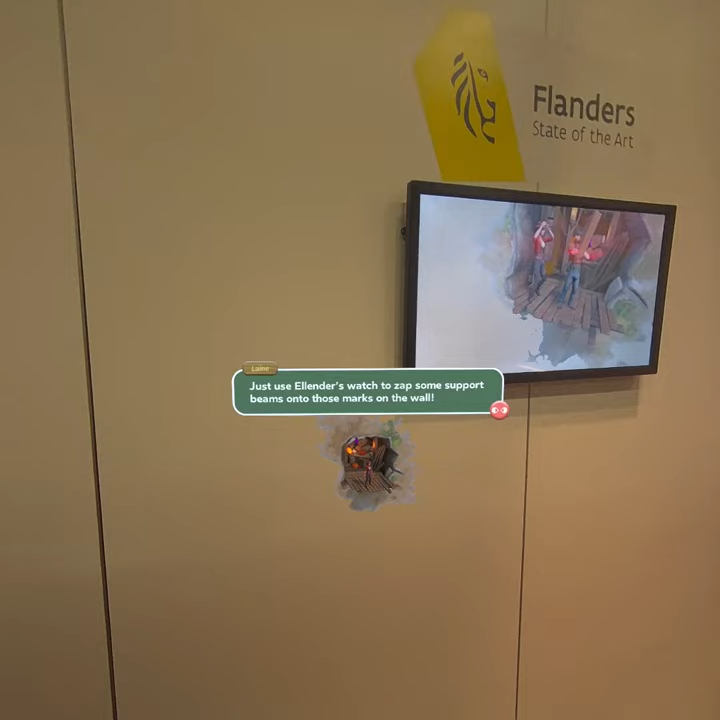 Flanders
State of the Art
Laine
Just use Ellender's watch to zap some support
beams onto those marks on the wall!